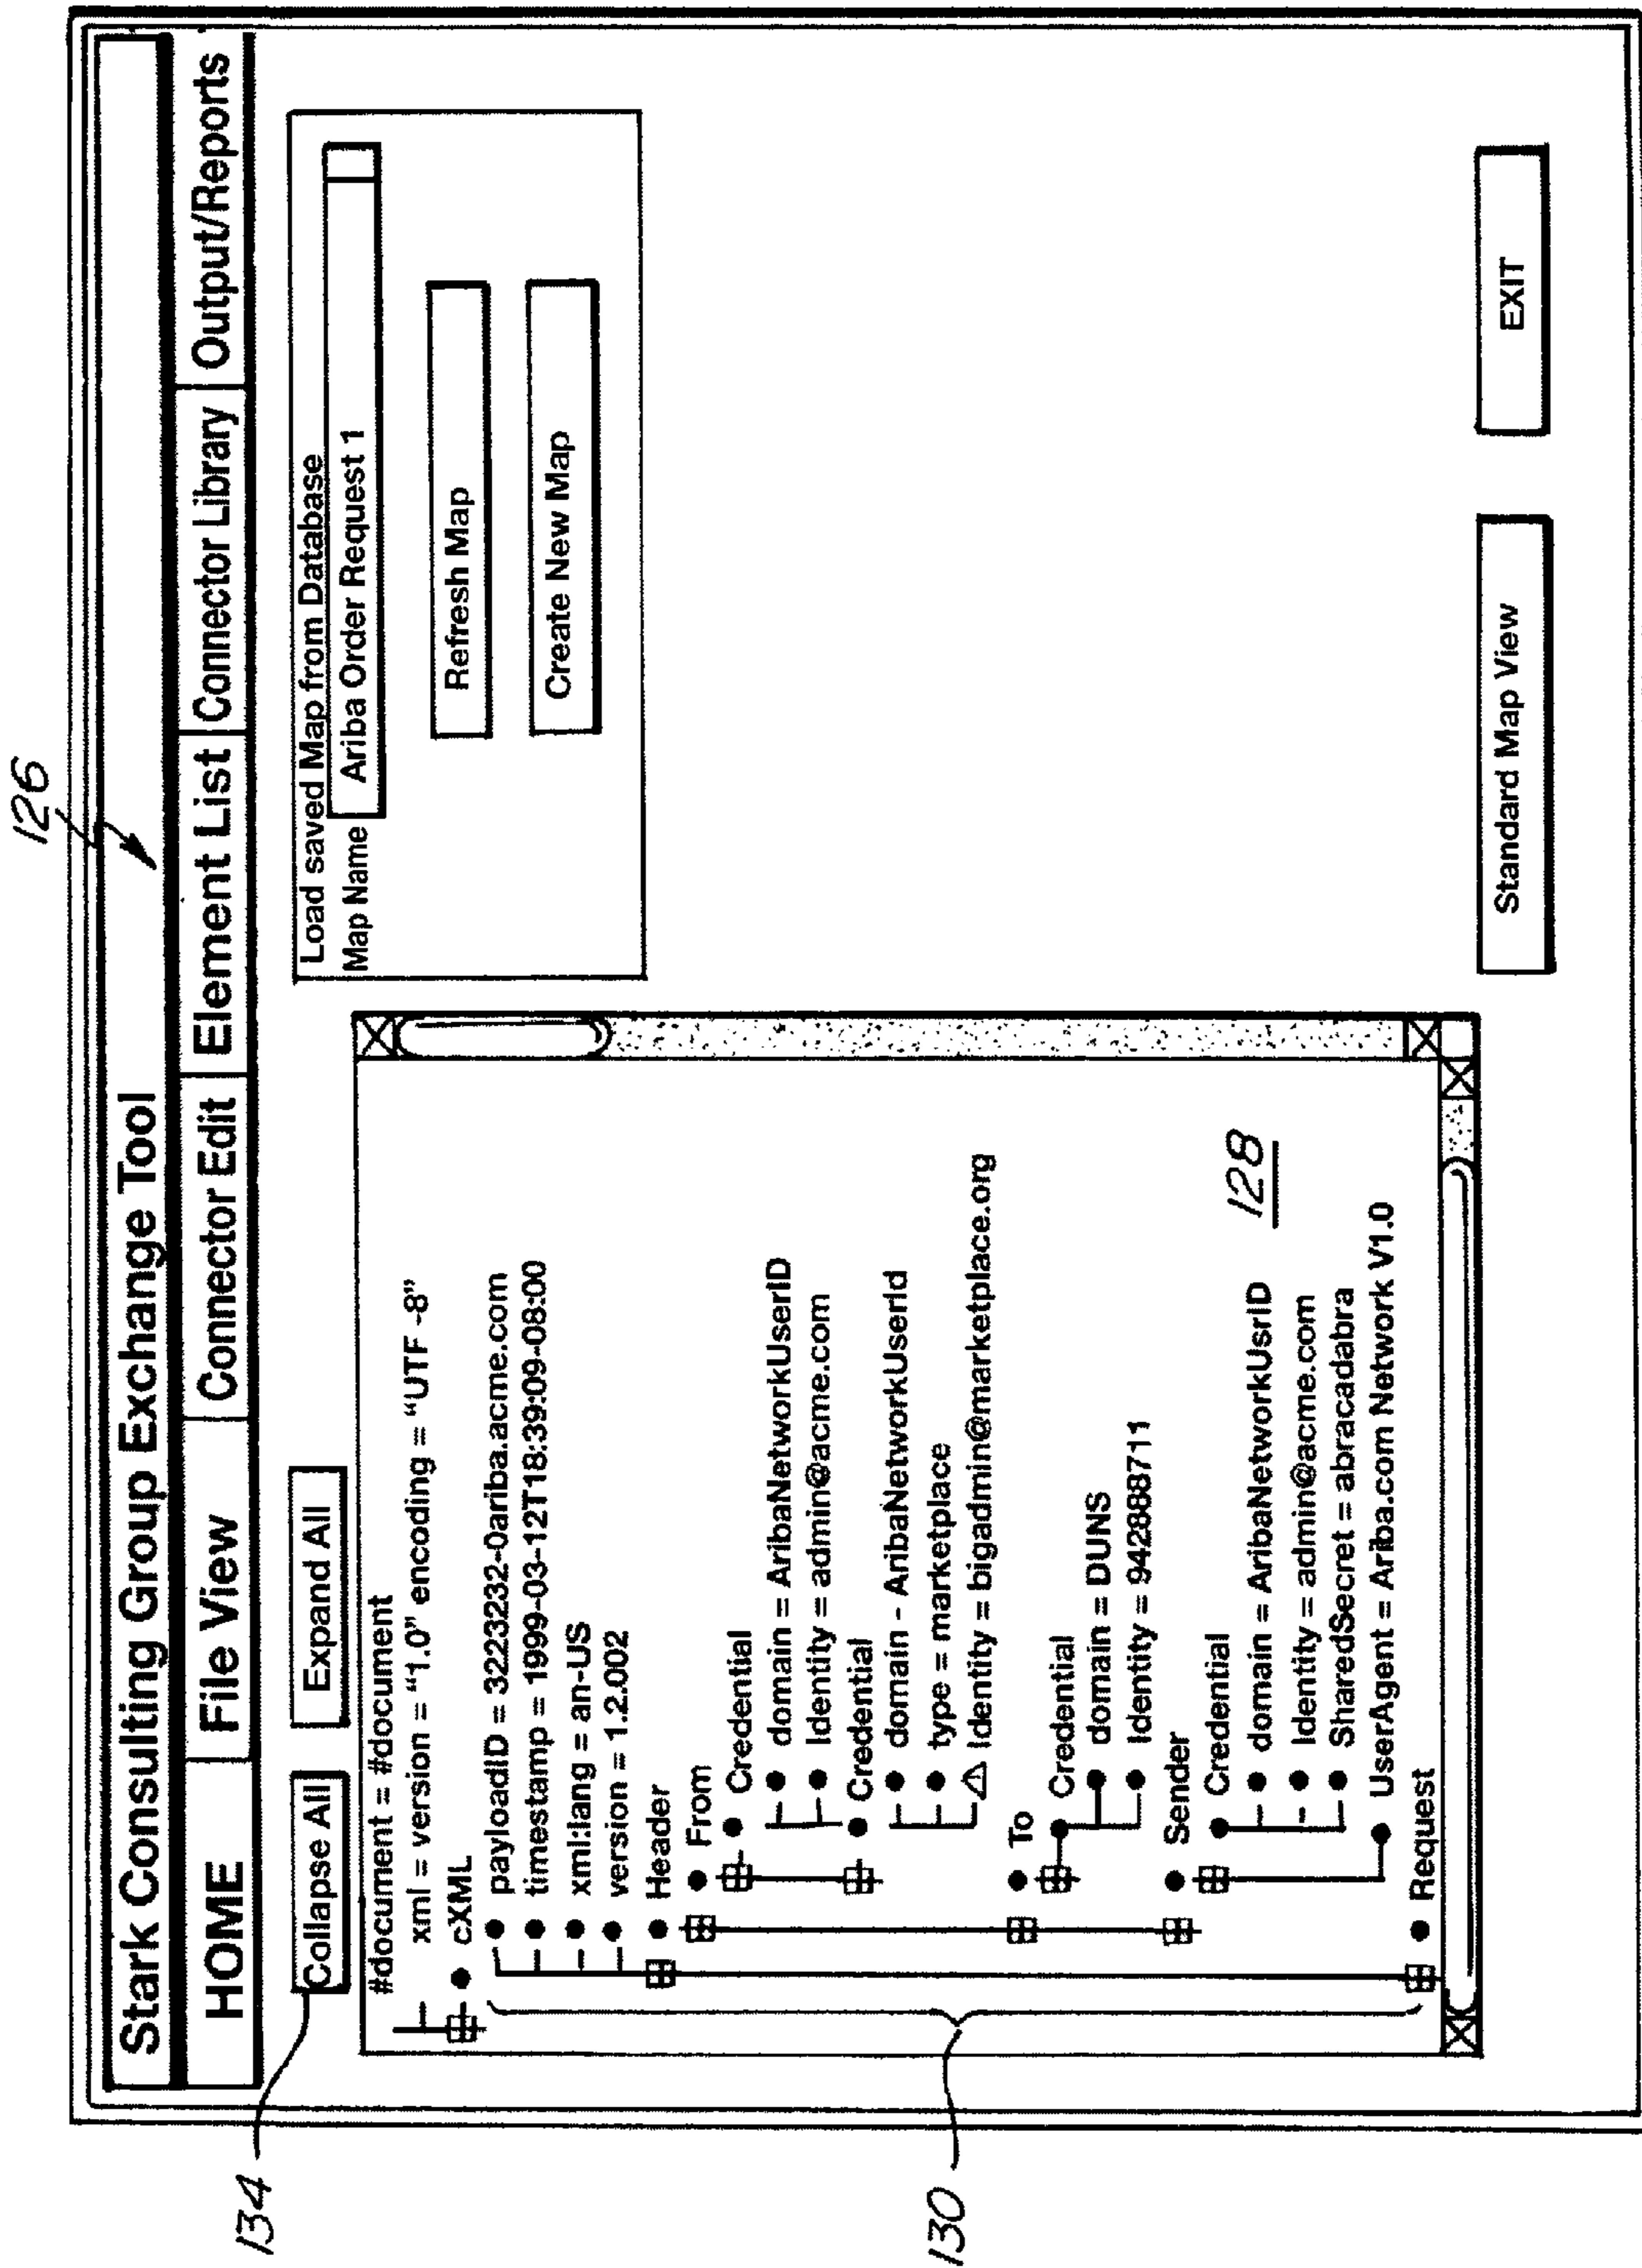 126
Stark Consulting Group Exchange Tool
HOME File View Connector Edit Element List Connector Library Output/Reports
134
Collapse All Expand All
#document = #document
xml = version = “1.0” encoding = “UTF -8”
cXML
payloadID = 3223232-0ariba.acme.com
timestamp = 1999-03-12T18:39:09-08:00
xml:lang = an-US
version = 1.2.002
Header
From
Credential
domain = AribaNetworkUserID
Identity = admin@acme.com
Credential
domain - AribaNetworkUserId
type = marketplace
Identity = bigadmin@marketplace.org
To
Credential
domain = DUNS
Identity = 942888711
Sender
Credential
domain = AribaNetworkUsrID
Identity = admin@acme.com
SharedSecret = abracadabra
UserAgent = Ariba.com Network V1.0
Request
128
130
Load saved Map from Database
Map Name Ariba Order Request 1
Refresh Map
Create New Map
Standard Map View EXIT